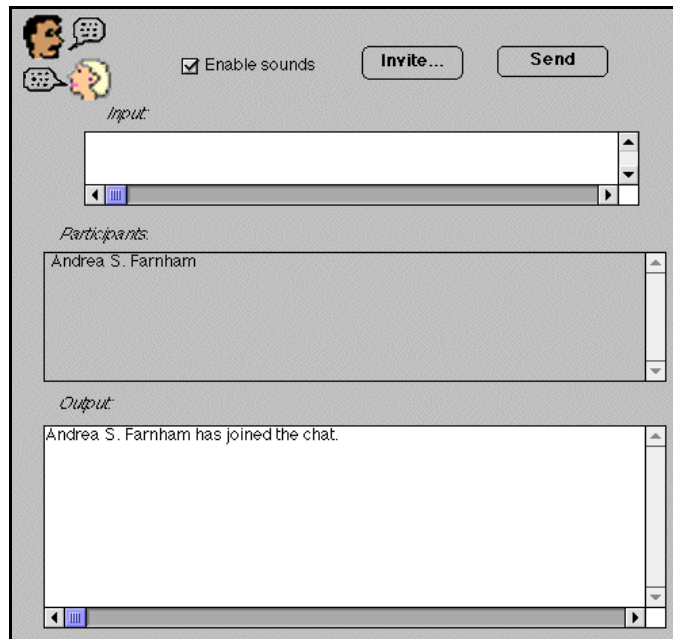 Enable sounds
Invite...
Send
Input:
Participants:
Andrea S. Farnham
Output:
Andrea S. Farnham has joined the chat.